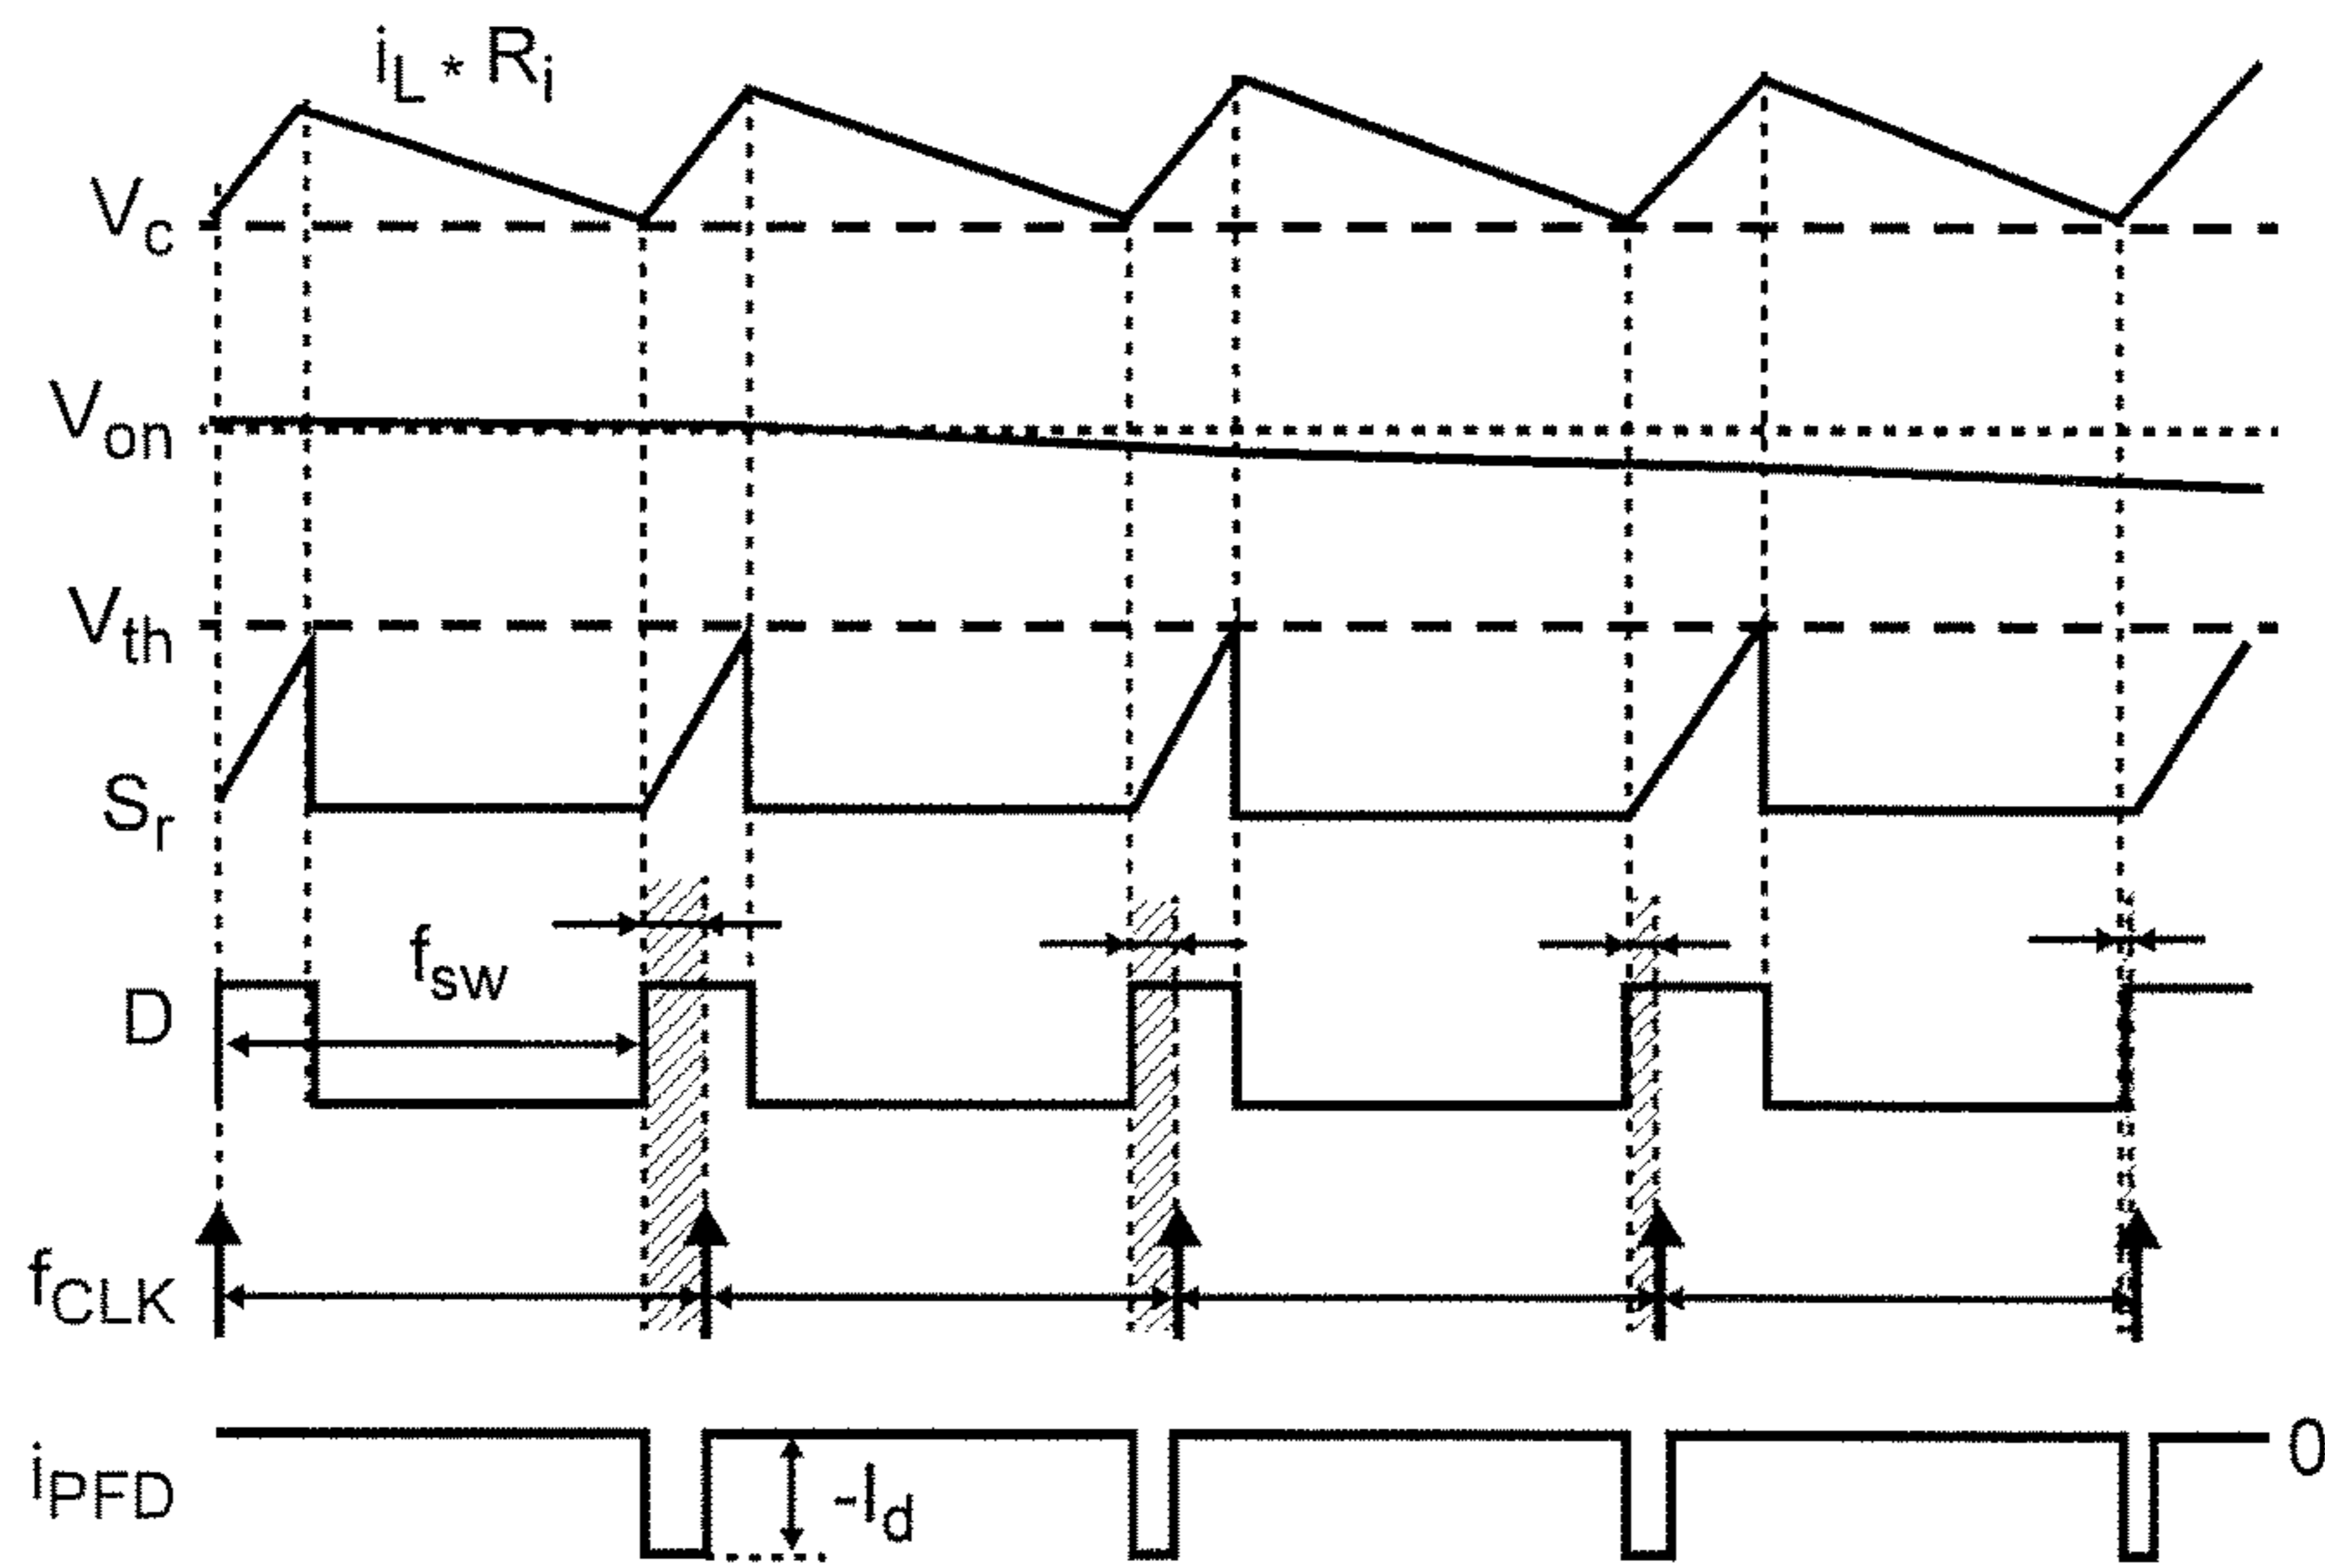 iL * Ri
Vc
Von
Vth
Sr
fsw
D
fCLK
0
iPFD
-Id